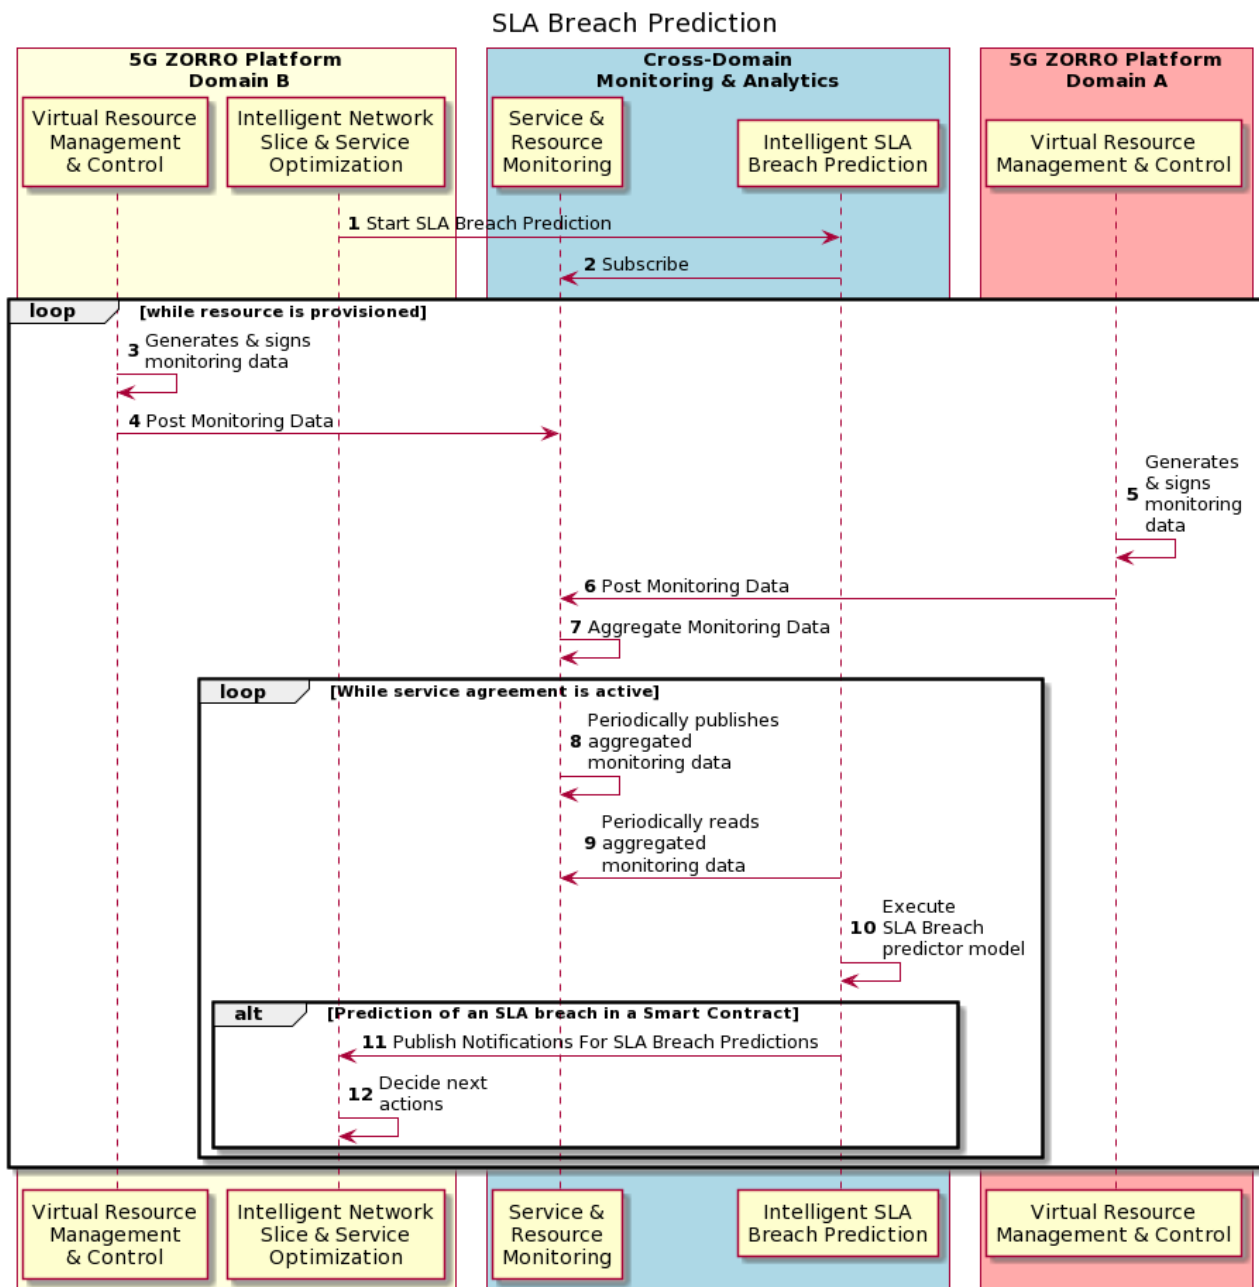 SLA Breach Prediction
5G ZORRO Platform
Domain B
Cross-Domain
Monitoring & Analytics
5G ZORRO Platform
Domain A
Virtual Resource
Management
& Control
Intelligent Network
Slice & Service
Optimization
Service &
Resource
Monitoring
Intelligent SLA
Breach Prediction
Virtual Resource
Management & Control
1 Start SLA Breach Prediction
2 Subscribe
loop [while resource is provisioned]
3 Generates & signs
monitoring data
4 Post Monitoring Data
Generates
& signs
5 monitoring
data
6 Post Monitoring Data
7 Aggregate Monitoring Data
loop [While service agreement is active]
Periodically publishes
8 aggregated
monitoring data
Periodically reads
9 aggregated
monitoring data
Execute
10 SLA Breach
predictor model
alt [Prediction of an SLA breach in a Smart Contract]
11 Publish Notifications For SLA Breach Predictions
12 Decide next
actions
Virtual Resource
Management
& Control
Intelligent Network
Slice & Service
Optimization
Service &
Resource
Monitoring
Intelligent SLA
Breach Prediction
Virtual Resource
Management & Control